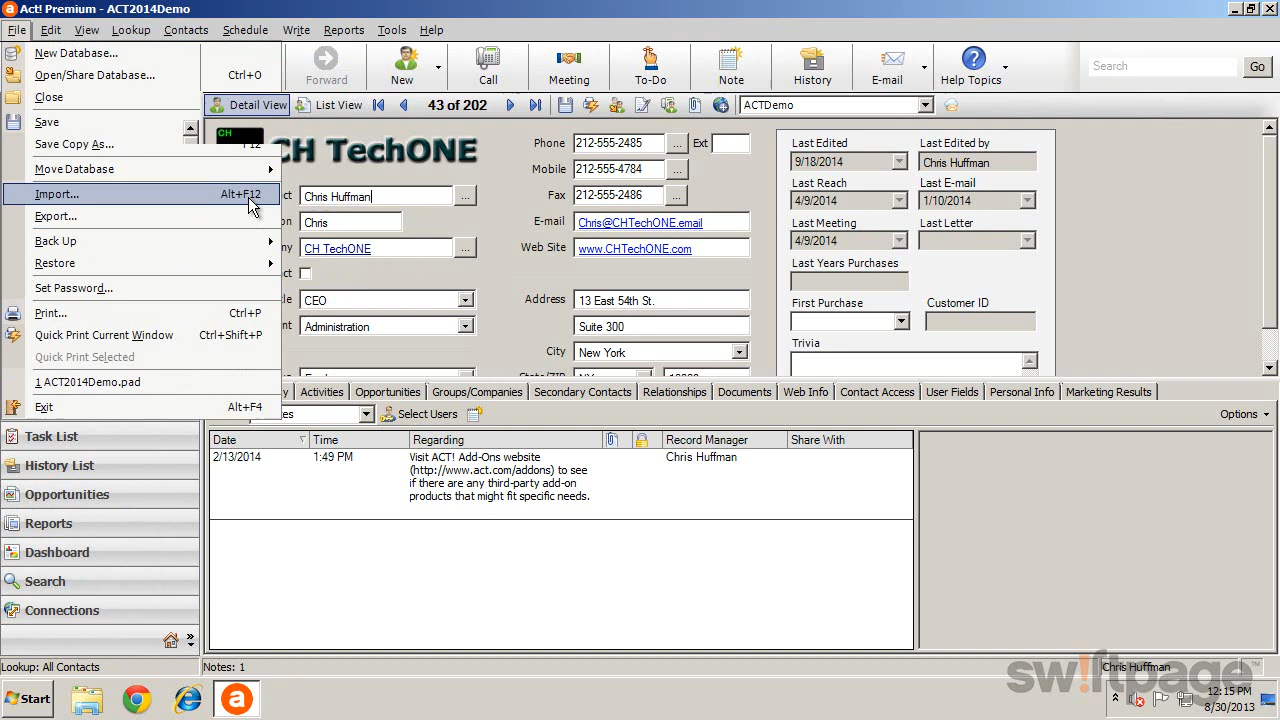 Act! Premium - ACT2014Demo
File Edit View Lookup Contacts Schedule Write Reports Tools Help
New Database...
Open/Share Database... Ctrl+O
Close
Save
Save Copy As... F12
Move Database
Import... Alt+F12
Export...
Back Up
Restore
Set Password...
Print... Ctrl+P
Quick Print Current Window Ctrl+Shift+P
Quick Print Selected
1 ACT2014Demo.pad
Exit Alt+F4
Forward New Call Meeting To-Do Note History E-mail Help Topics
Search Go
Detail View List View 43 of 202 ACTDemo
CH
CH TechONE
Chris Huffman
Chris
CH TechONE
CEO
Administration
Phone 212-555-2485 ... Ext
Mobile 212-555-4784 ...
Fax 212-555-2486 ...
E-mail Chris@CHTechONE.email
Web Site www.CHTechONE.com
Address 13 East 54th St.
Suite 300
City New York
Last Edited Last Edited by
9/18/2014 Chris Huffman
Last Reach Last E-mail
4/9/2014 1/10/2014
Last Meeting Last Letter
4/9/2014
Last Years Purchases
First Purchase Customer ID
Trivia
Activities Opportunities Groups/Companies Secondary Contacts Relationships Documents Web Info Contact Access User Fields Personal Info Marketing Results
Select Users Options
Date Time Regarding Record Manager Share With
2/13/2014 1:49 PM Visit ACT! Add-Ons website Chris Huffman
(http://www.act.com/addons) to see
if there are any third-party add-on
products that might fit specific needs.
Task List
History List
Opportunities
Reports
Dashboard
Search
Connections
Lookup: All Contacts Notes: 1 Chris Huffman
sw!ftpage
Start 12:15 PM
8/30/2013